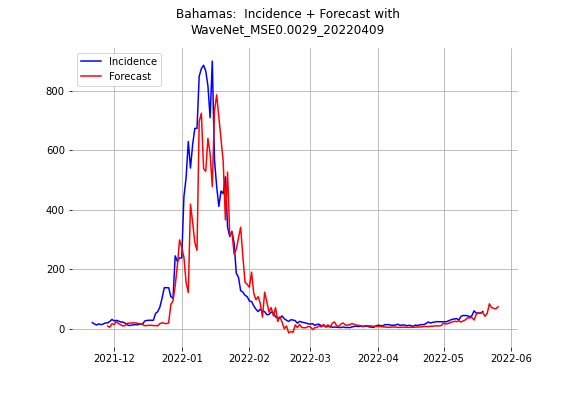 Bahamas:  Incidence + Forecast with
WaveNet_MSE0.0029_20220409
Incidence
Forecast
800
600
400
200
0
2021-12 2022-01 2022-02 2022-03 2022-04 2022-05 2022-06